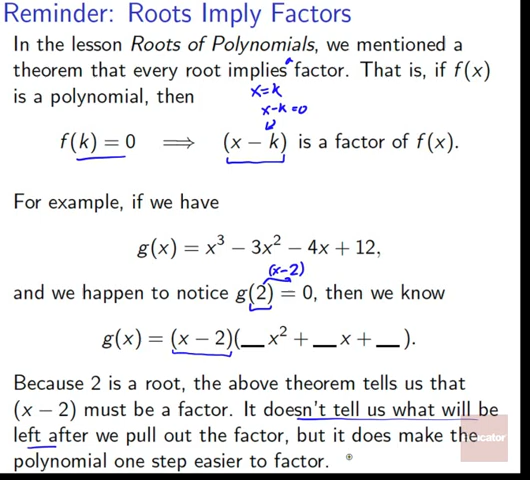 Reminder: Roots Imply Factors
In the lesson Roots of Polynomials, we mentioned a
theorem that every root implies ^a factor. That is, if f(x)
is a polynomial, then
x=k
x-k=0
f(k) = 0 ⟹ (x − k) is a factor of f(x).
For example, if we have
g(x) = x³ − 3x² − 4x + 12,
(x-2)
and we happen to notice g(2) = 0, then we know
g(x) = (x − 2)(__x² + __x + __).
Because 2 is a root, the above theorem tells us that
(x − 2) must be a factor. It doesn't tell us what will be
left after we pull out the factor, but it does make the
polynomial one step easier to factor.